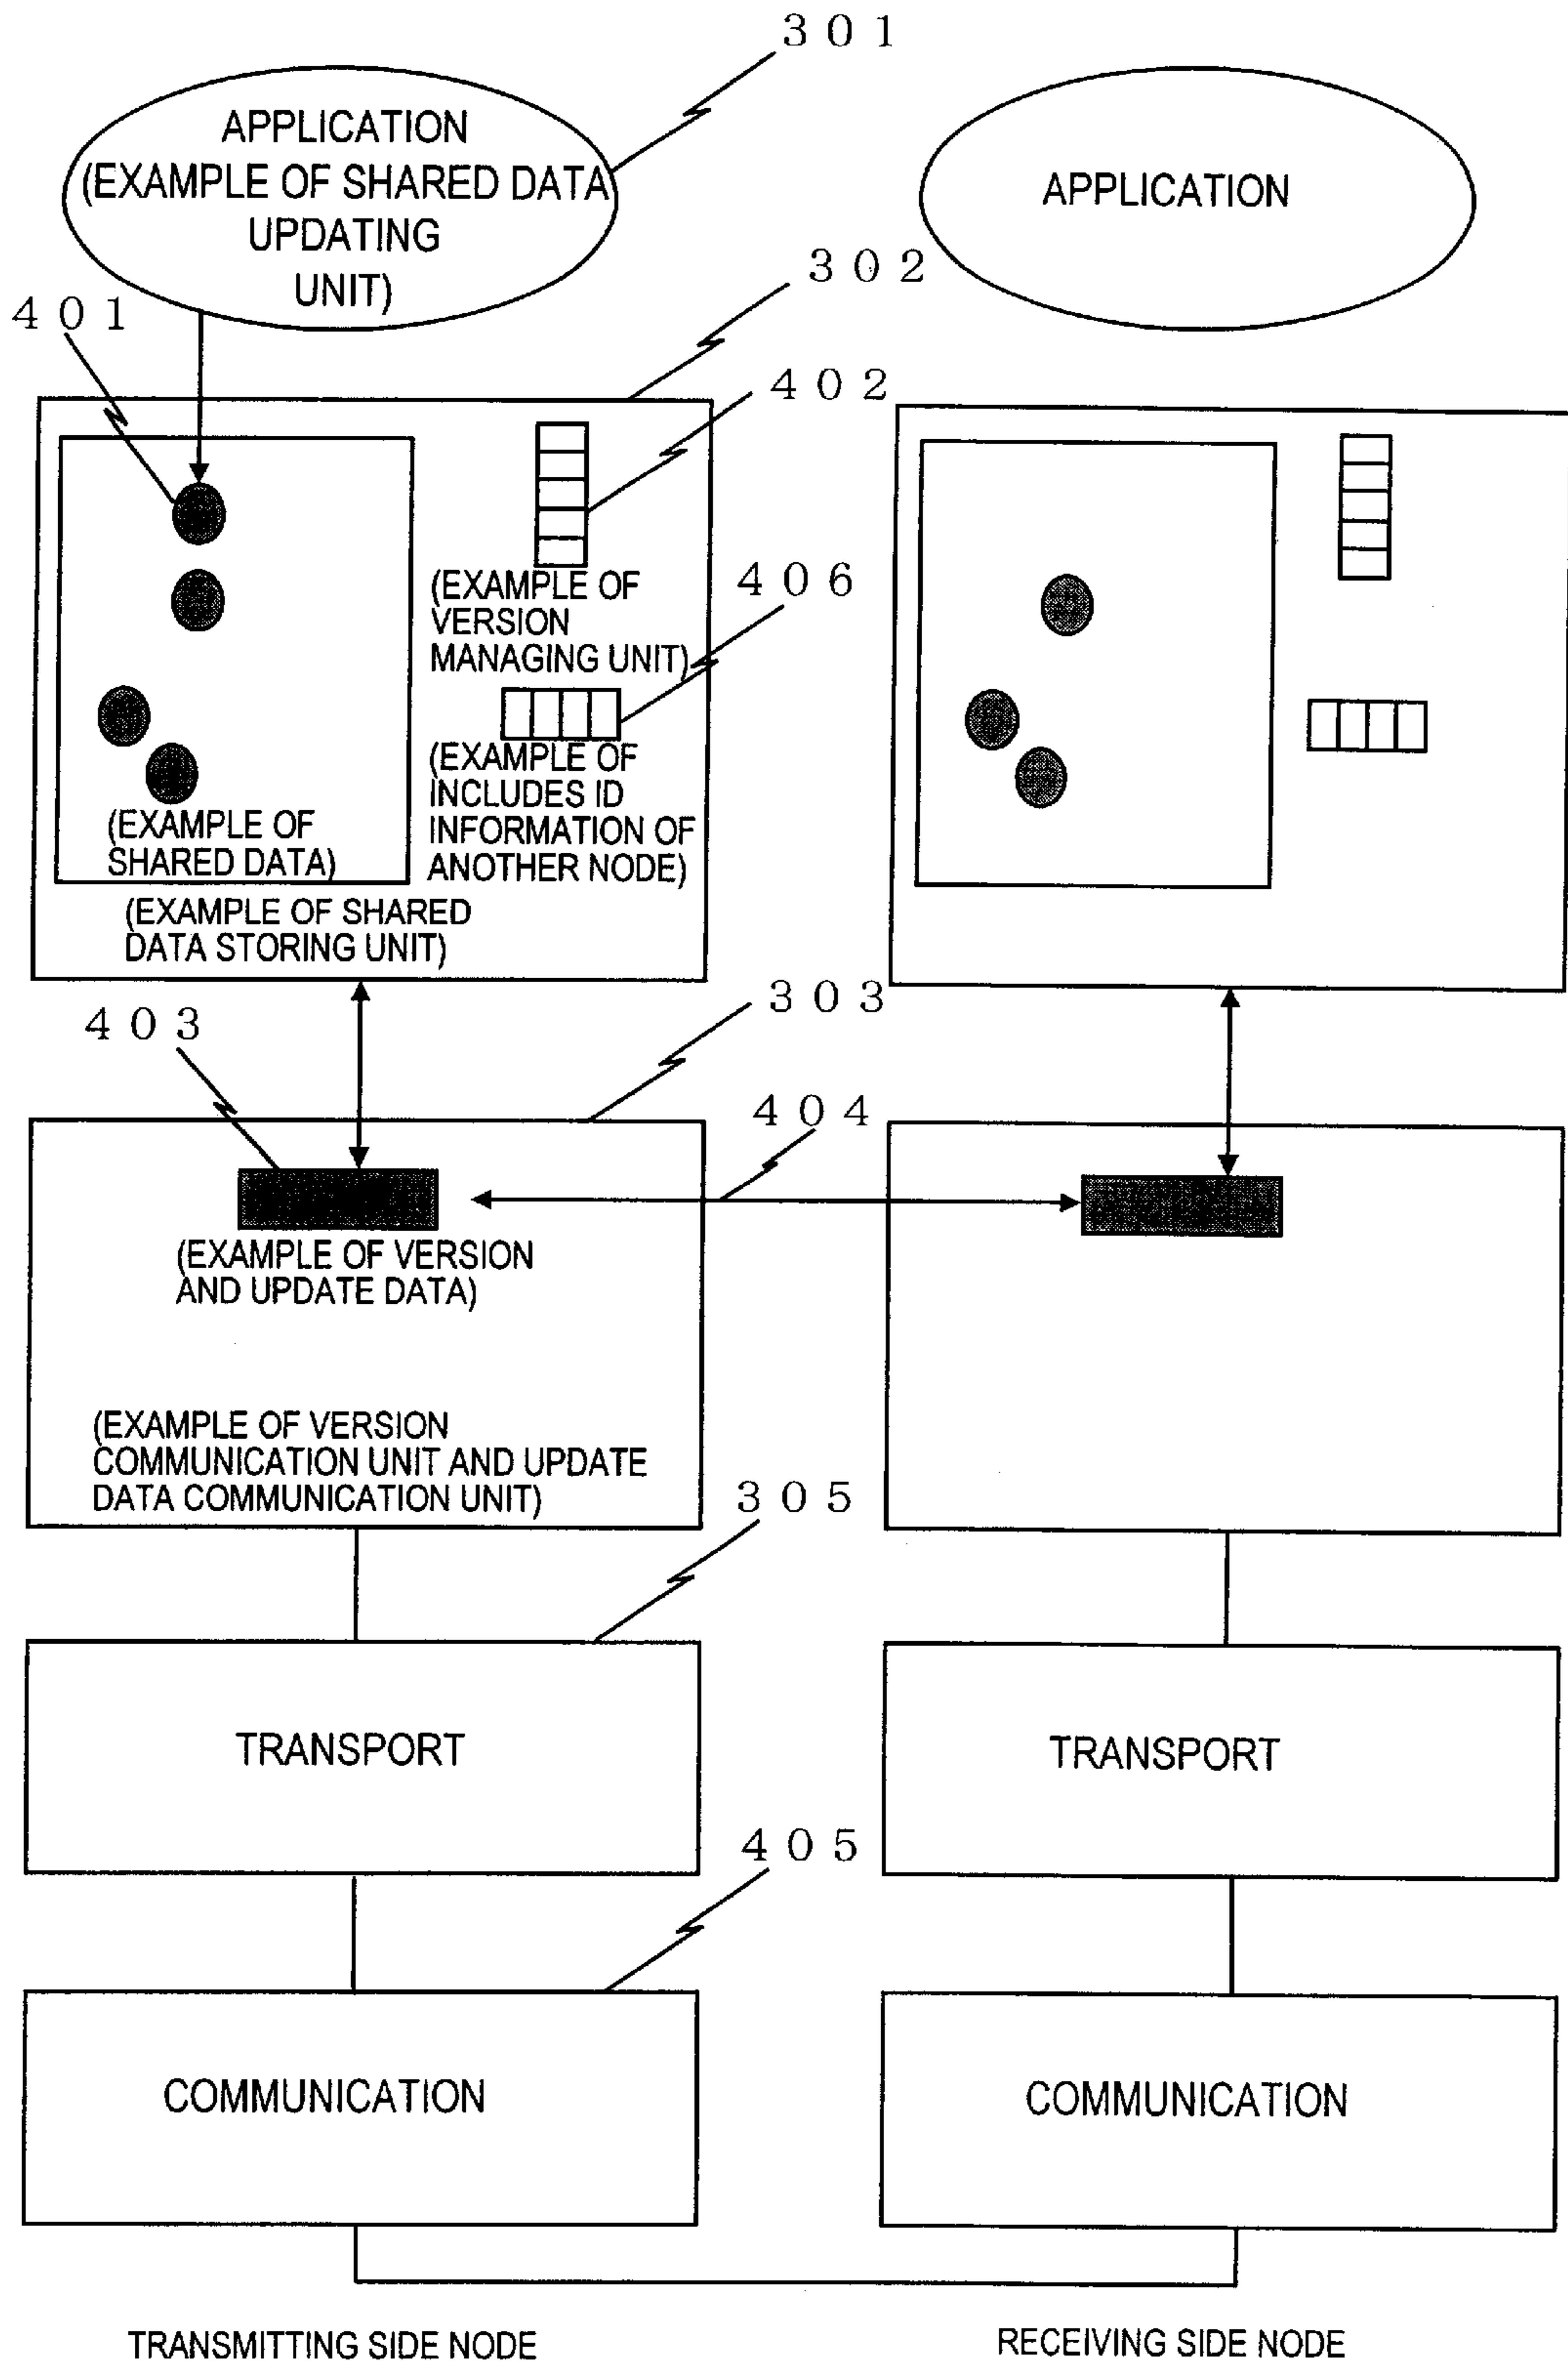 301
APPLICATION
(EXAMPLE OF SHARED DATA
UPDATING
UNIT)
APPLICATION
302
401
402
(EXAMPLE OF
VERSION
MANAGING UNIT)
406
(EXAMPLE OF
INCLUDES ID
INFORMATION OF
ANOTHER NODE)
(EXAMPLE OF
SHARED DATA)
(EXAMPLE OF SHARED
DATA STORING UNIT)
303
403
404
(EXAMPLE OF VERSION
AND UPDATE DATA)
(EXAMPLE OF VERSION
COMMUNICATION UNIT AND UPDATE
DATA COMMUNICATION UNIT)
305
TRANSPORT
TRANSPORT
405
COMMUNICATION
COMMUNICATION
TRANSMITTING SIDE NODE
RECEIVING SIDE NODE